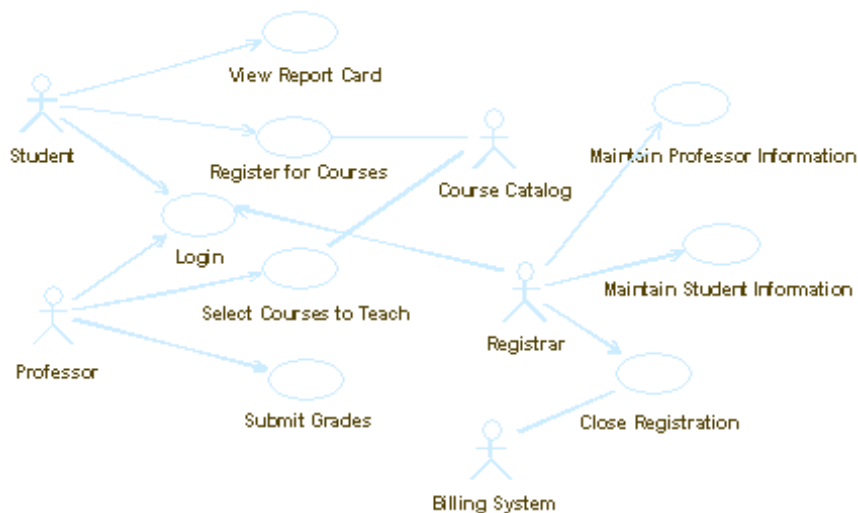 View Report Card
Student
Register for Courses
Course Catalog
Maintain Professor Information
Login
Select Courses to Teach
Registrar
Maintain Student Information
Professor
Submit Grades
Close Registration
Billing System